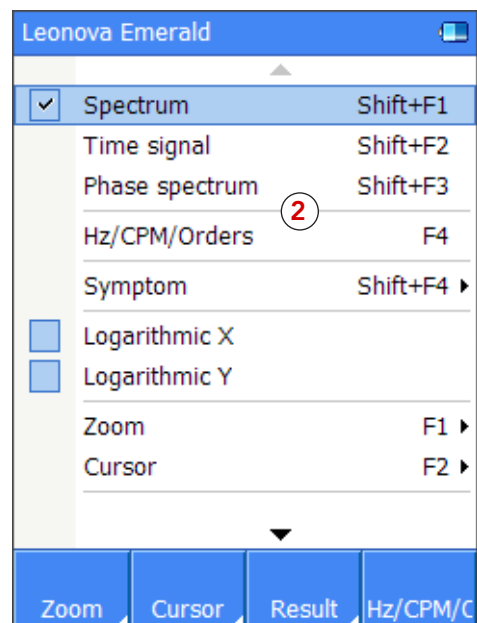 Leonova Emerald
Spectrum Shift+F1
Time signal Shift+F2
Phase spectrum Shift+F3
2
Hz/CPM/Orders F4
Symptom Shift+F4
Logarithmic X
Logarithmic Y
Zoom F1
Cursor F2
Zoom Cursor Result Hz/CPM/C